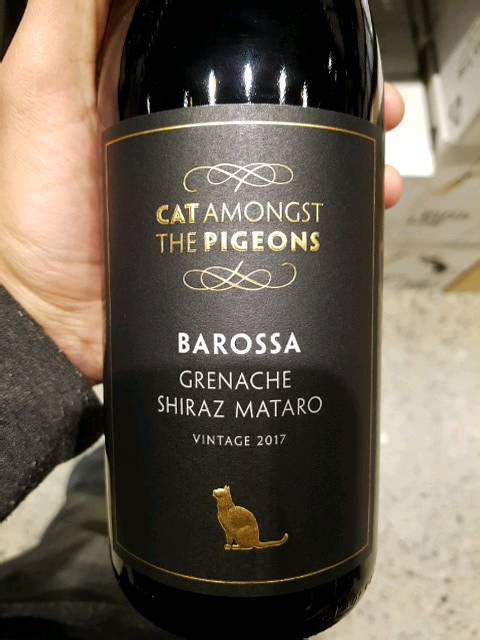 CAT AMONGST
THE PIGEONS
BAROSSA
GRENACHE
SHIRAZ MATARO
VINTAGE 2017